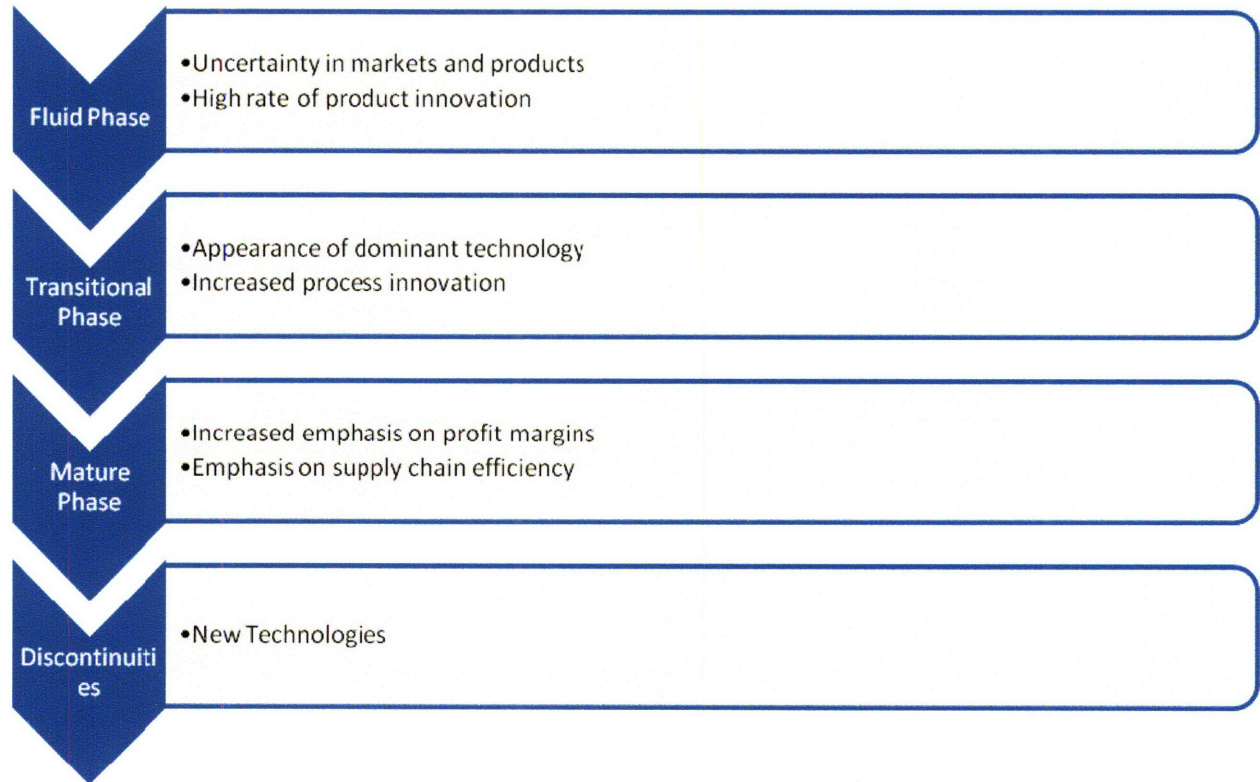 Fluid Phase
•Uncertainty in markets and products
•High rate of product innovation
Transitional
Phase
•Appearance of dominant technology
•Increased process innovation
Mature
Phase
•Increased emphasis on profit margins
•Emphasis on supply chain efficiency
Discontinuiti
es
•New Technologies